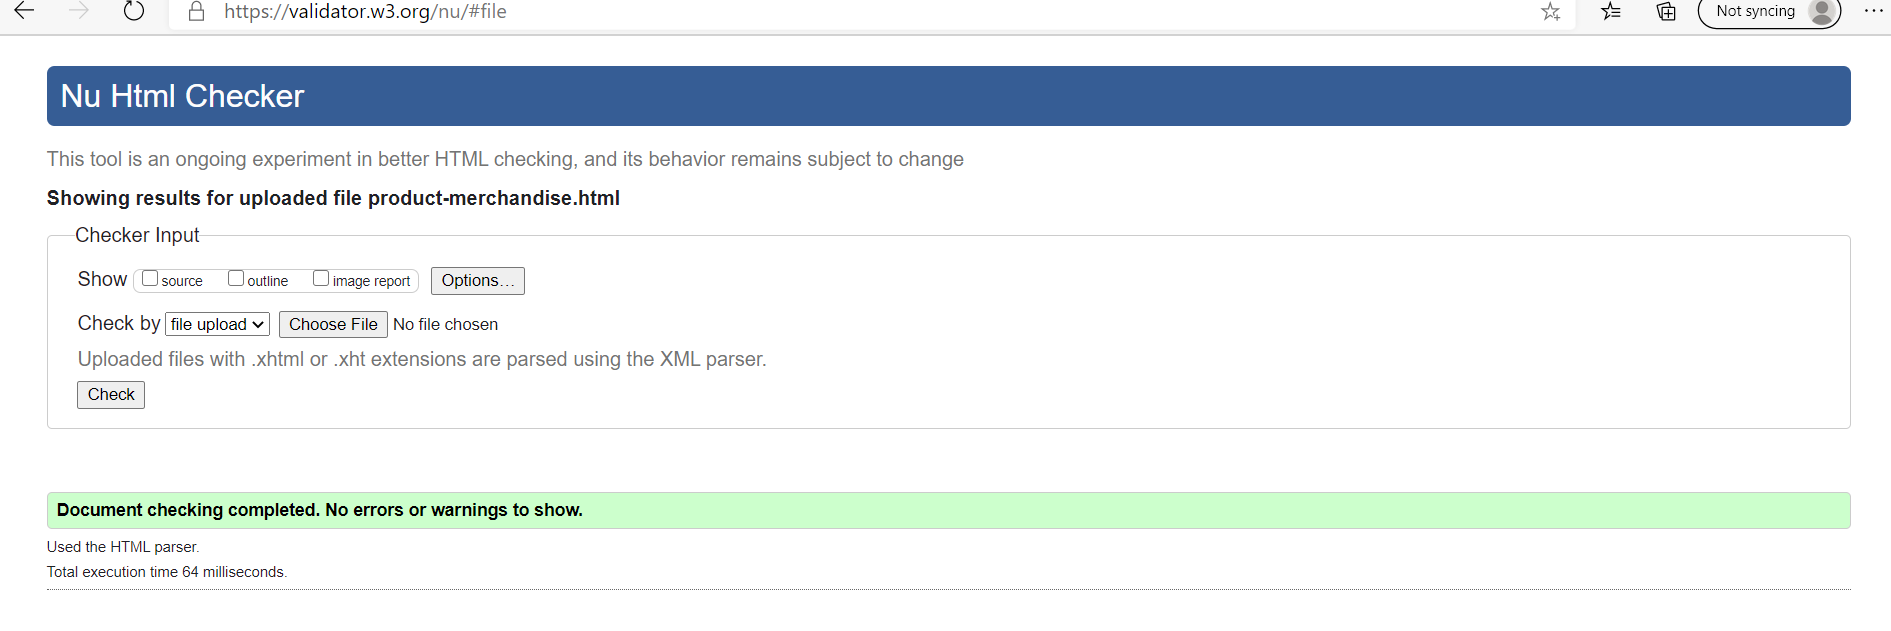 https://validator.w3.org/nu/#file
Not syncing
Nu Html Checker
This tool is an ongoing experiment in better HTML checking, and its behavior remains subject to change
Showing results for uploaded file product-merchandise.html
Checker Input
Show source outline image report Options...
Check by file upload Choose File No file chosen
Uploaded files with .xhtml or .xht extensions are parsed using the XML parser.
Check
Document checking completed. No errors or warnings to show.
Used the HTML parser.
Total execution time 64 milliseconds.